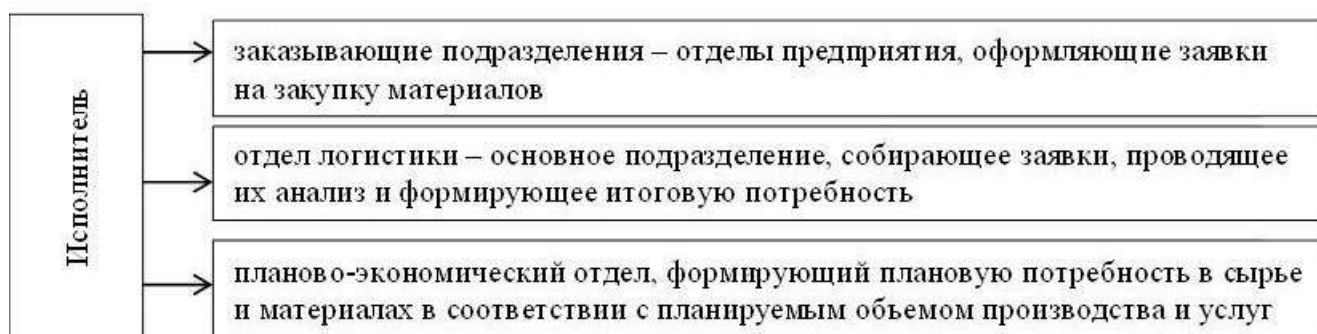 Исполнитель
заказывающие подразделения – отделы предприятия, оформляющие заявки
на закупку материалов
отдел логистики – основное подразделение, собирающее заявки, проводящее
их анализ и формирующее итоговую потребность
планово-экономический отдел, формирующий плановую потребность в сырье
и материалах в соответствии с планируемым обьемом производства и услуг